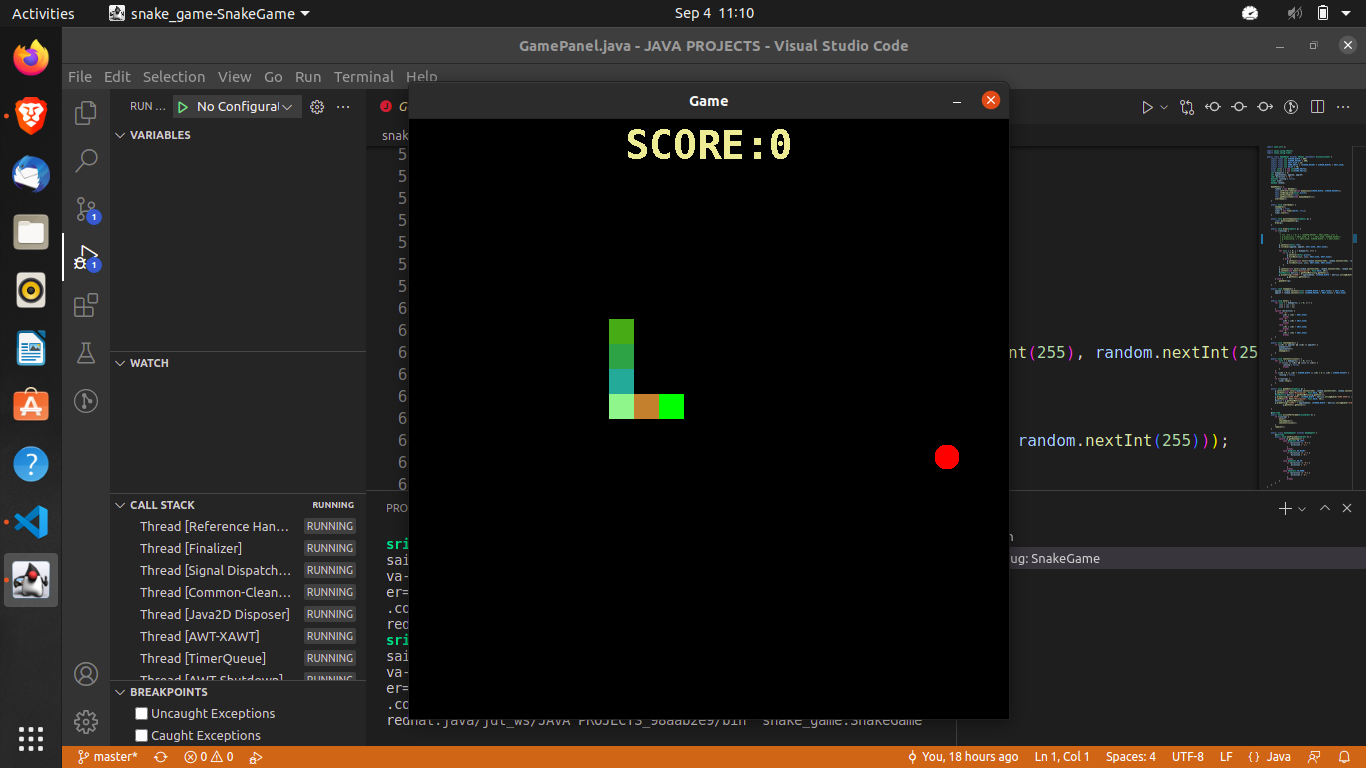 Activities
snake_game-SnakeGame
Sep 4 11:10
GamePanel.java - JAVA PROJECTS - Visual Studio Code
File Edit Selection View Go Run Terminal Help
RUN ... No Configurat
Game
VARIABLES
snak
SCORE:0
5
5
5
5
5
5
5
6
6
6
nt(255), random.nextInt(25
6
6
6
6
random.nextInt(255)));
6
6
WATCH
1
1
CALL STACK
RUNNING
PRO
Thread [Reference Han... RUNNING
Thread [Finalizer] RUNNING
Thread [Signal Dispatch... RUNNING
Thread [Common-Clean... RUNNING
Thread [Java2D Disposer] RUNNING
Thread [AWT-XAWT] RUNNING
Thread [TimerQueue] RUNNING
Thread [AWT-Shutdown] RUNNING
sri
sai
va-
er=
.co
red
sri
sai
va-
er=
.co
redhat.java/jdt_ws/JAVA PROJECTS_98aab2e9/bin snake_game.SnakeGame
ug: SnakeGame
BREAKPOINTS
Uncaught Exceptions
Caught Exceptions
master* 0 0
You, 18 hours ago Ln 1, Col 1 Spaces: 4 UTF-8 LF {} Java